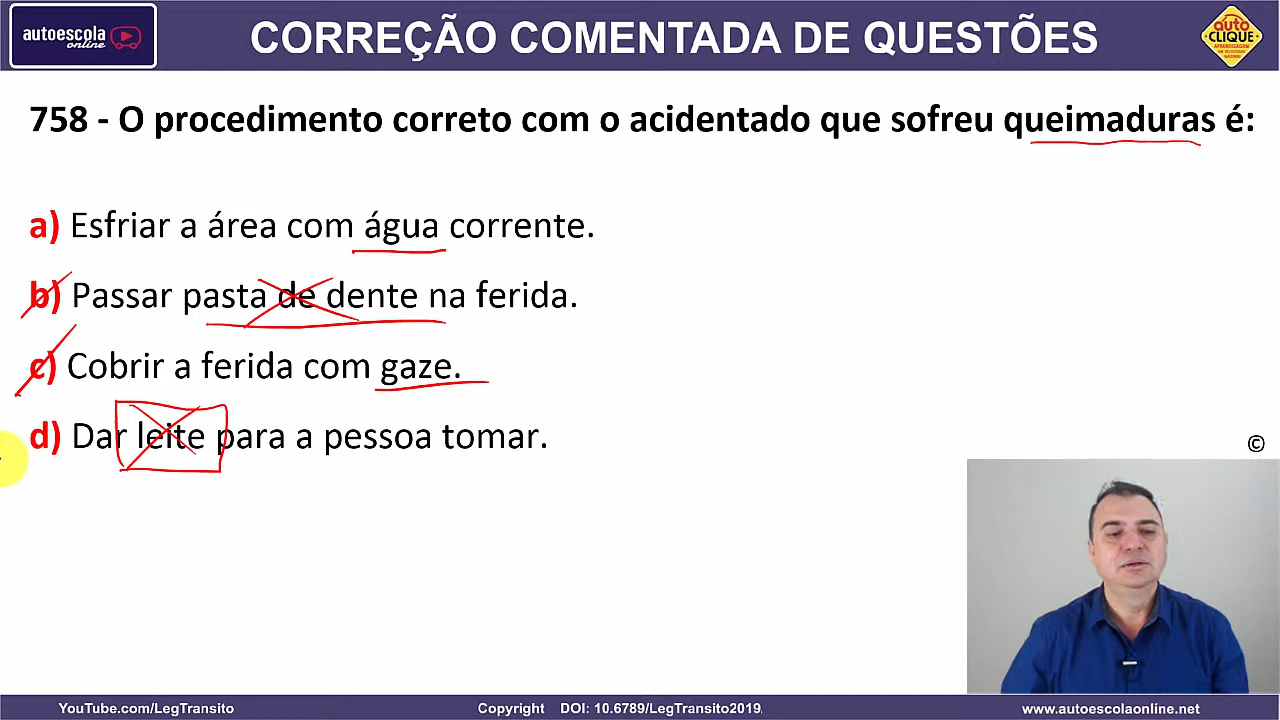 autoescola
online
CORREÇÃO COMENTADA DE QUESTÕES
auto
CLIQUE
758 - O procedimento correto com o acidentado que sofreu queimaduras é:
a) Esfriar a área com água corrente.
b) Passar pasta de dente na ferida.
c) Cobrir a ferida com gaze.
d) Dar leite para a pessoa tomar.
©
YouTube.com/LegTransito
Copyright DOI: 10.6789/LegTransito2019
www.autoescolaonline.net